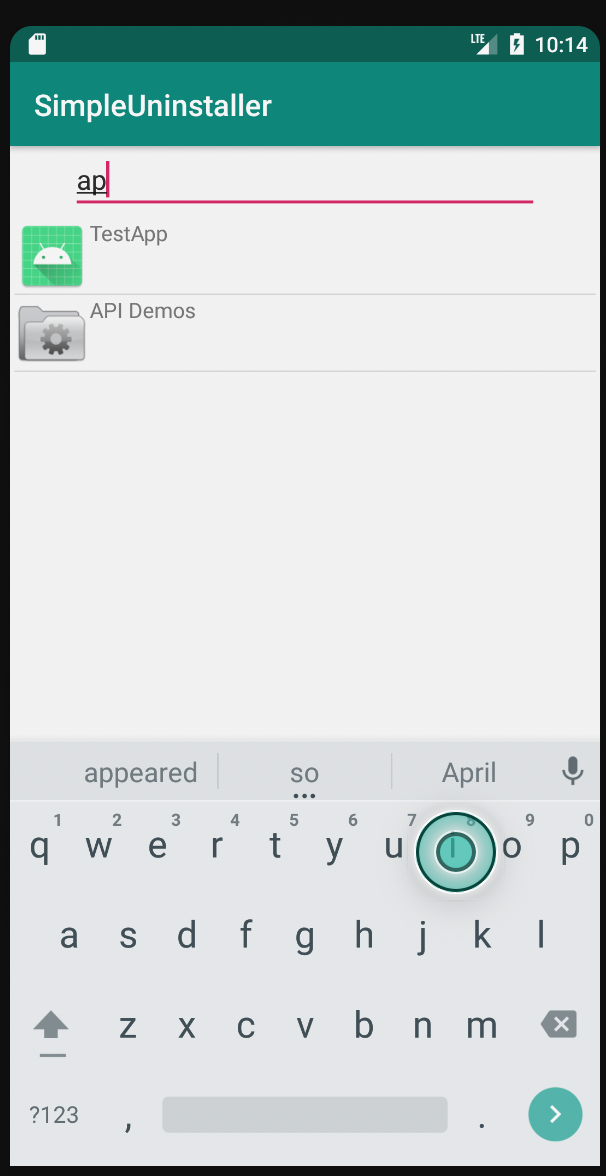 LTE 10:14
SimpleUninstaller
ap
TestApp
API Demos
appeared so April
1 2 3 4 5 6 7 8 9 0
q w e r t y u i o p
a s d f g h j k l
z x c v b n m
?123 , .